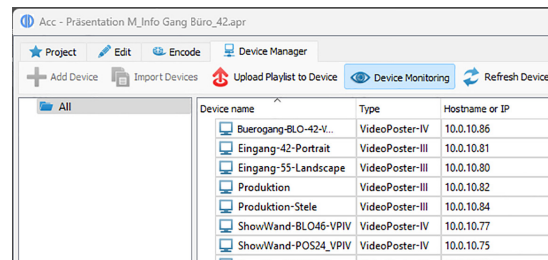 Acc - Präsentation M_Info Gang Büro_42.apr
Project Edit Encode Device Manager
Add Device Import Devices Upload Playlist to Device Device Monitoring Refresh Device
All
Device name Type Hostname or IP
Buerogang-BLO-42-V... VideoPoster-IV 10.0.10.86
Eingang-42-Portrait VideoPoster-III 10.0.10.81
Eingang-55-Landscape VideoPoster-III 10.0.10.80
Produktion VideoPoster-III 10.0.10.82
Produktion-Stele VideoPoster-III 10.0.10.84
ShowWand-BLO46-VPIV VideoPoster-IV 10.0.10.77
ShowWand-POS24_VPIV VideoPoster-IV 10.0.10.75